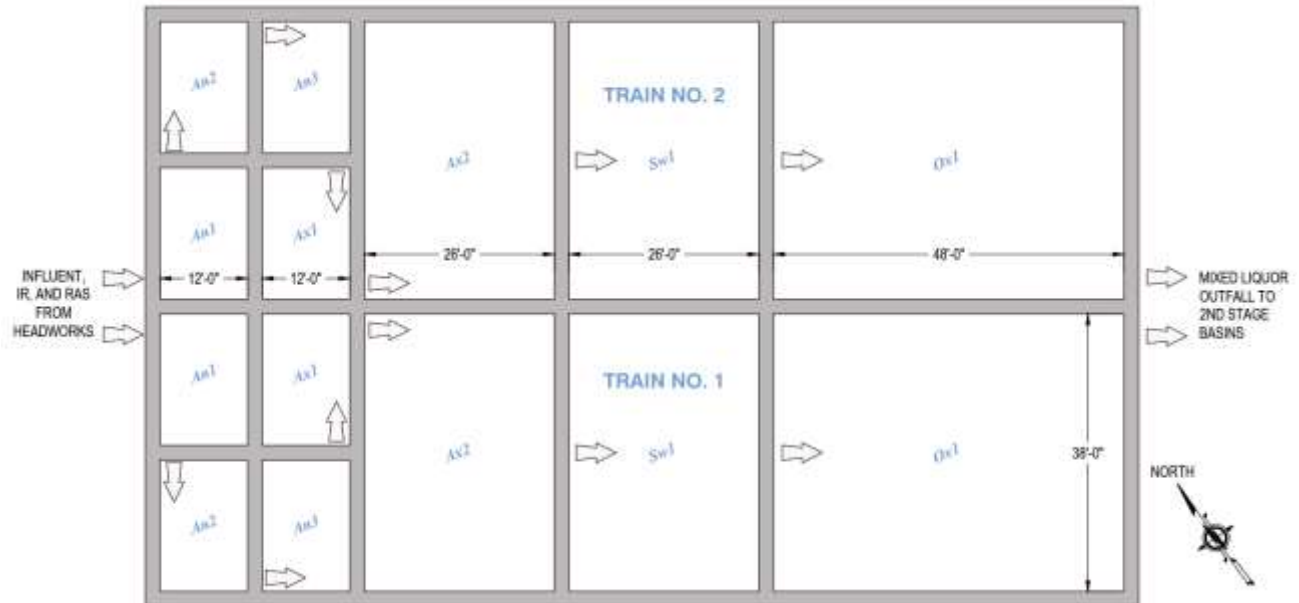 An2
An3
TRAIN NO. 2
Ax2
Sw1
Ox1
An1
Ax1
26'-0"
26'-0"
48'-0"
12'-0"
12'-0"
INFLUENT,
IR, AND RAS
FROM
HEADWORKS
MIXED LIQUOR
OUTFALL TO
2ND STAGE
BASINS
An1
Ax1
TRAIN NO. 1
Ax2
Sw1
Ox1
38'-0"
An2
An3
NORTH